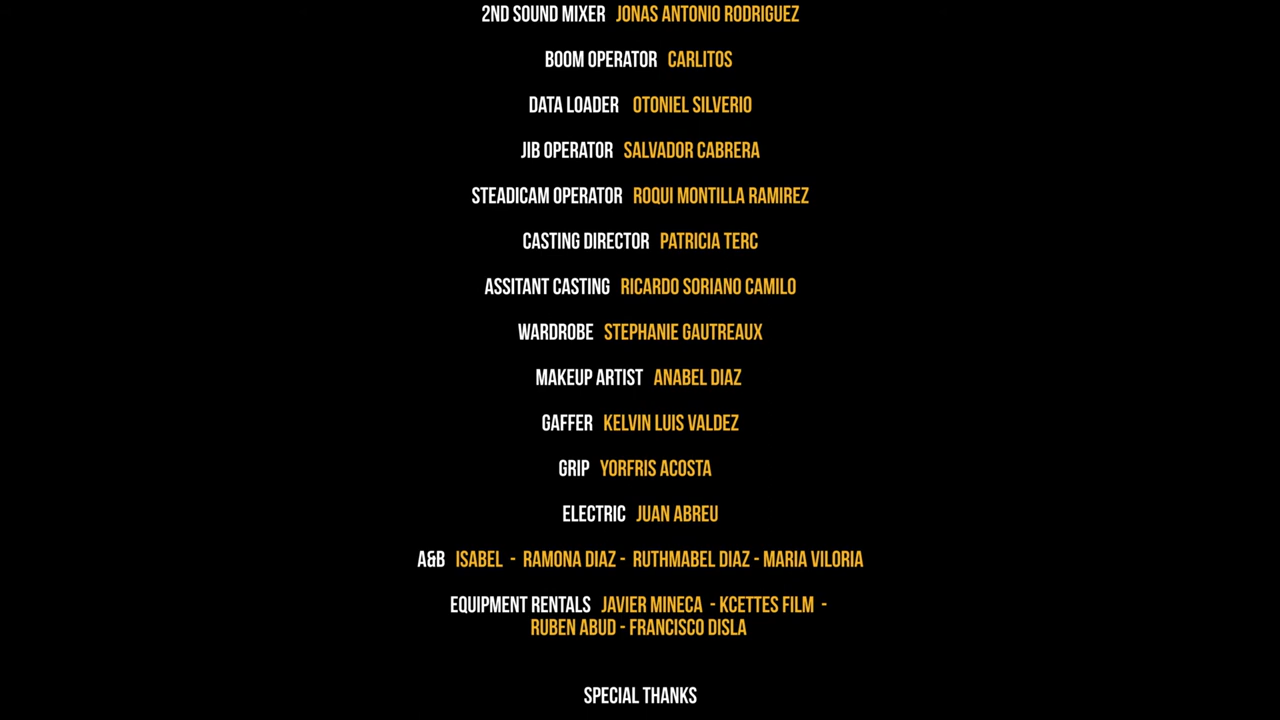 2ND SOUND MIXER JONAS ANTONIO RODRIGUEZ
BOOM OPERATOR CARLITOS
DATA LOADER OTONIEL SILVERIO
JIB OPERATOR SALVADOR CABRERA
STEADICAM OPERATOR ROQUI MONTILLA RAMIREZ
CASTING DIRECTOR PATRICIA TERC
ASSITANT CASTING RICARDO SORIANO CAMILO
WARDROBE STEPHANIE GAUTREAUX
MAKEUP ARTIST ANABEL DIAZ
GAFFER KELVIN LUIS VALDEZ
GRIP YORFRIS ACOSTA
ELECTRIC JUAN ABREU
A&B ISABEL - RAMONA DIAZ - RUTHMABEL DIAZ - MARIA VILORIA
EQUIPMENT RENTALS JAVIER MINECA - KCETTES FILM -
RUBEN ABUD - FRANCISCO DISLA
SPECIAL THANKS